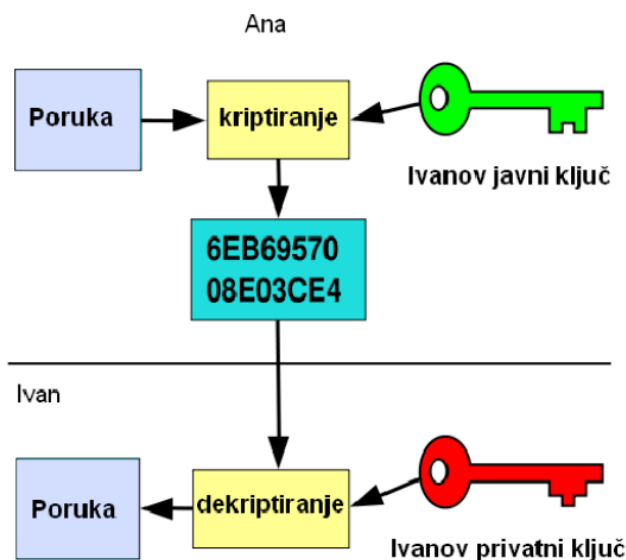 Ana
Poruka
kriptiranje
Ivanov javni ključ
6EB69570
08E03CE4
Ivan
Poruka
dekriptiranje
Ivanov privatni ključ